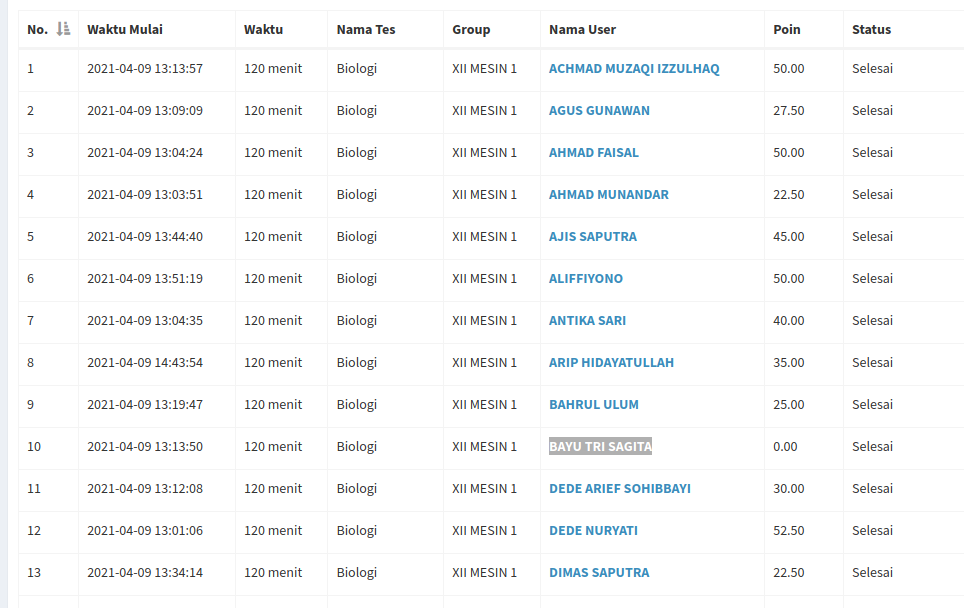 No. Waktu Mulai Waktu Nama Tes Group Nama User Poin Status
1 2021-04-09 13:13:57 120 menit Biologi XII MESIN 1 ACHMAD MUZAQI IZZULHAQ 50.00 Selesai
2 2021-04-09 13:09:09 120 menit Biologi XII MESIN 1 AGUS GUNAWAN 27.50 Selesai
3 2021-04-09 13:04:24 120 menit Biologi XII MESIN 1 AHMAD FAISAL 50.00 Selesai
4 2021-04-09 13:03:51 120 menit Biologi XII MESIN 1 AHMAD MUNANDAR 22.50 Selesai
5 2021-04-09 13:44:40 120 menit Biologi XII MESIN 1 AJIS SAPUTRA 45.00 Selesai
6 2021-04-09 13:51:19 120 menit Biologi XII MESIN 1 ALIFFIYONO 50.00 Selesai
7 2021-04-09 13:04:35 120 menit Biologi XII MESIN 1 ANTIKA SARI 40.00 Selesai
8 2021-04-09 14:43:54 120 menit Biologi XII MESIN 1 ARIP HIDAYATULLAH 35.00 Selesai
9 2021-04-09 13:19:47 120 menit Biologi XII MESIN 1 BAHRUL ULUM 25.00 Selesai
10 2021-04-09 13:13:50 120 menit Biologi XII MESIN 1 BAYU TRI SAGITA 0.00 Selesai
11 2021-04-09 13:12:08 120 menit Biologi XII MESIN 1 DEDE ARIEF SOHIBBAYI 30.00 Selesai
12 2021-04-09 13:01:06 120 menit Biologi XII MESIN 1 DEDE NURYATI 52.50 Selesai
13 2021-04-09 13:34:14 120 menit Biologi XII MESIN 1 DIMAS SAPUTRA 22.50 Selesai